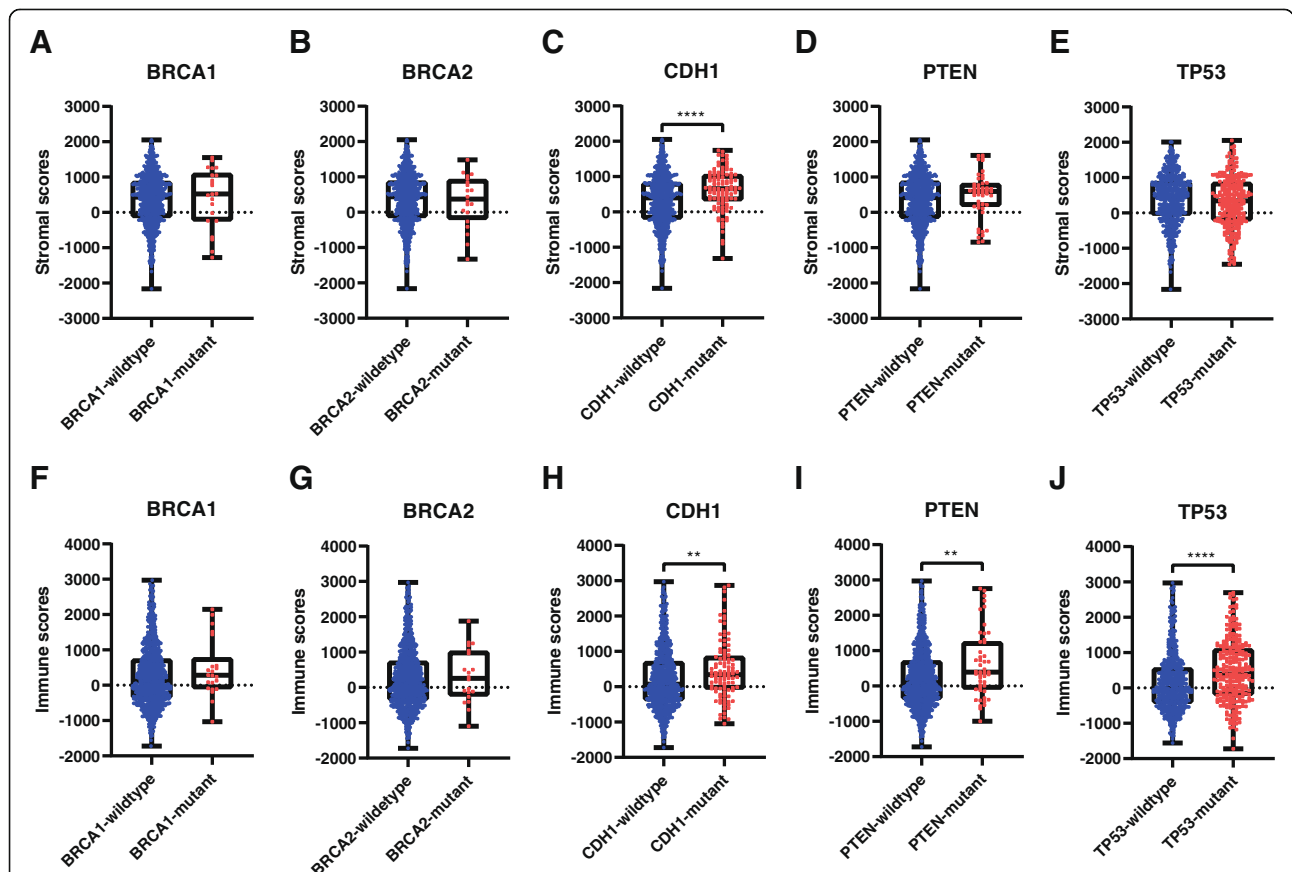 A
BRCA1
3000
2000
1000
0
-1000
-2000
-3000
Stromal scores
BRCA1-wildtype
BRCA1-mutant
B
BRCA2
3000
2000
1000
0
-1000
-2000
-3000
Stromal scores
BRCA2-wildetype
BRCA2-mutant
C
CDH1
****
3000
2000
1000
0
-1000
-2000
-3000
Stromal scores
CDH1-wildtype
CDH1-mutant
D
PTEN
3000
2000
1000
0
-1000
-2000
-3000
Stromal scores
PTEN-wildtype
PTEN-mutant
E
TP53
3000
2000
1000
0
-1000
-2000
-3000
Stromal scores
TP53-wildtype
TP53-mutant
F
BRCA1
4000
3000
2000
1000
0
-1000
-2000
Immune scores
BRCA1-wildtype
BRCA1-mutant
G
BRCA2
4000
3000
2000
1000
0
-1000
-2000
Immune scores
BRCA2-wildetype
BRCA2-mutant
H
CDH1
**
4000
3000
2000
1000
0
-1000
-2000
Immune scores
CDH1-wildtype
CDH1-mutant
I
PTEN
**
4000
3000
2000
1000
0
-1000
-2000
Immune scores
PTEN-wildtype
PTEN-mutant
J
TP53
****
4000
3000
2000
1000
0
-1000
-2000
Immune scores
TP53-wildtype
TP53-mutant